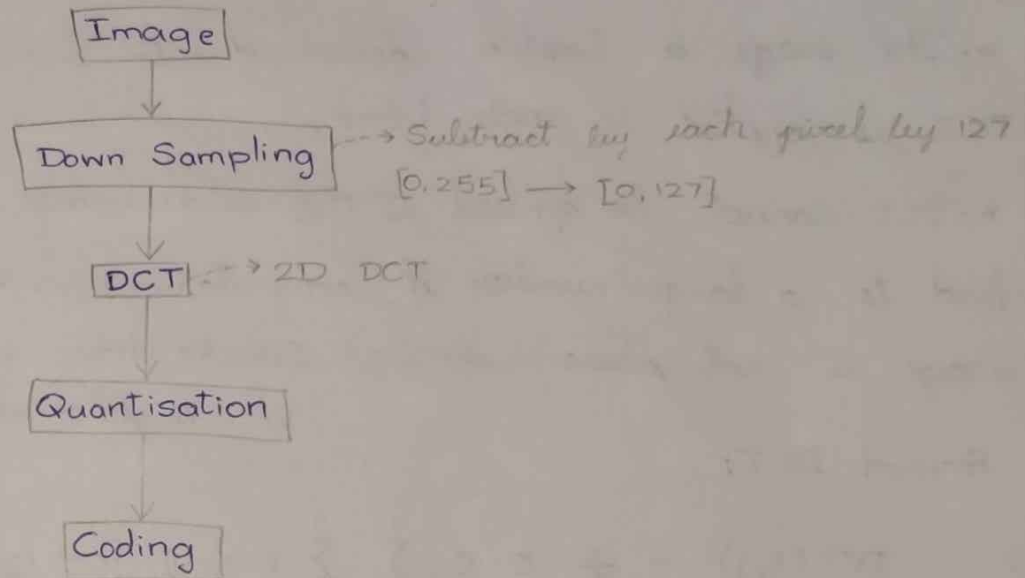 Image
Down Sampling
--→ Subtract by each pixel by 127
[0, 255] → [0, 127]
DCT --→ 2D DCT
Quantisation
Coding